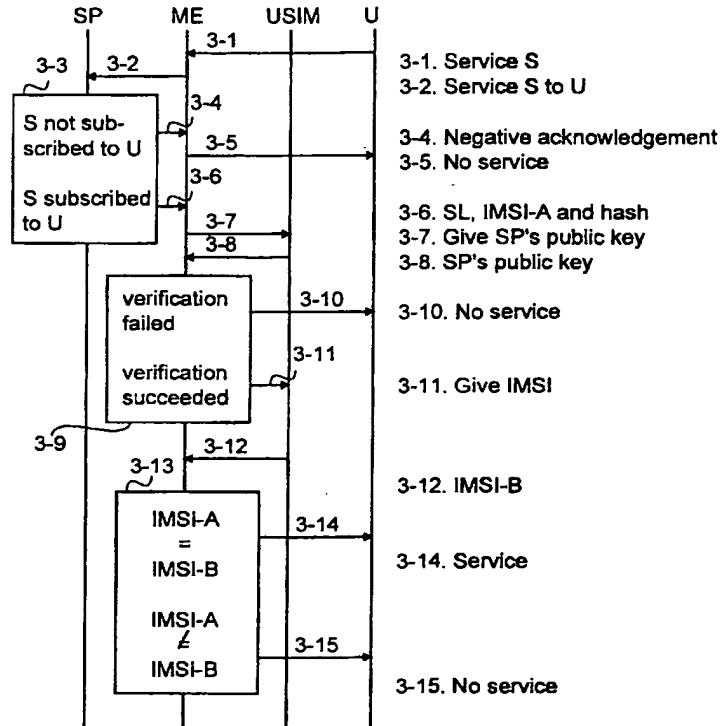 SP ME USIM U
3-1
3-1. Service S
3-3 3-2
3-2. Service S to U
3-4
S not sub-
scribed to U
3-4. Negative acknowledgement
3-5
3-5. No service
3-6
S subscribed
to U
3-6. SL, IMSI-A and hash
3-7
3-7. Give SP's public key
3-8
3-8. SP's public key
verification
failed
3-10
3-10. No service
3-11
verification
succeeded
3-11. Give IMSI
3-9
3-12
3-13
3-12. IMSI-B
IMSI-A
=
IMSI-B
3-14
3-14. Service
IMSI-A
≠
IMSI-B
3-15
3-15. No service